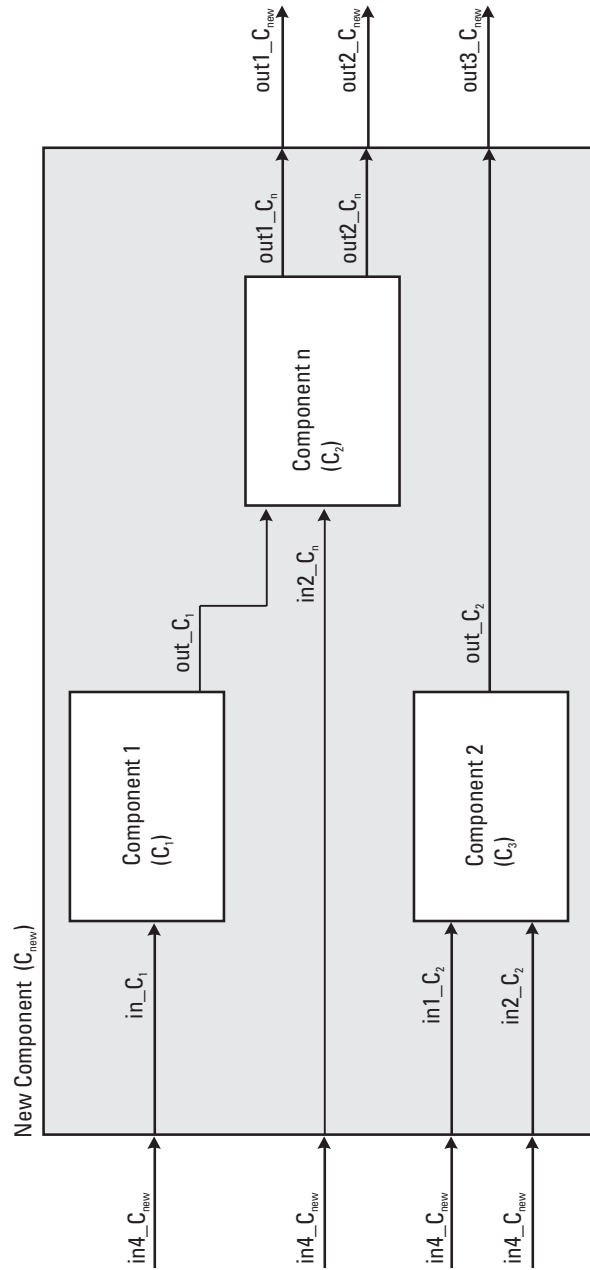 New Component (C_new)
in4_C_new
in_C_1
Component 1
(C_1)
out_C_1
in4_C_new
in2_C_n
Component n
(C_2)
out1_C_n
out1_C_new
out2_C_n
out2_C_new
in4_C_new
in1_C_2
in4_C_new
in2_C_2
Component 2
(C_3)
out_C_2
out3_C_new